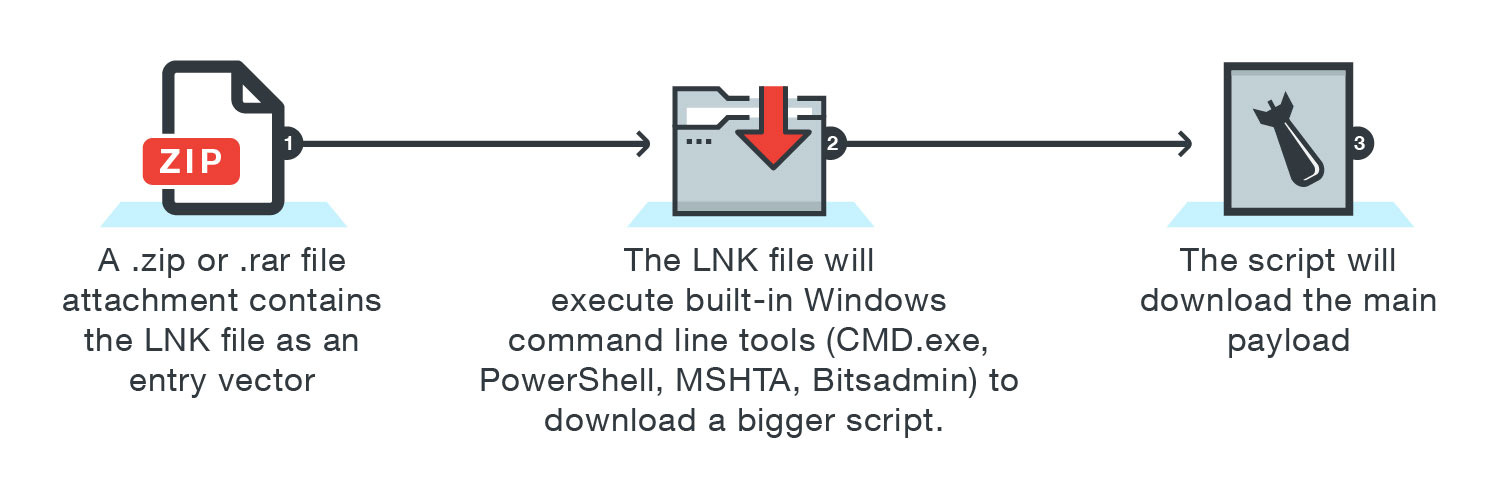 ZIP
1
2
3
A .zip or .rar file
attachment contains
the LNK file as an
entry vector
The LNK file will
execute built-in Windows
command line tools (CMD.exe,
PowerShell, MSHTA, Bitsadmin) to
download a bigger script.
The script will
download the main
payload